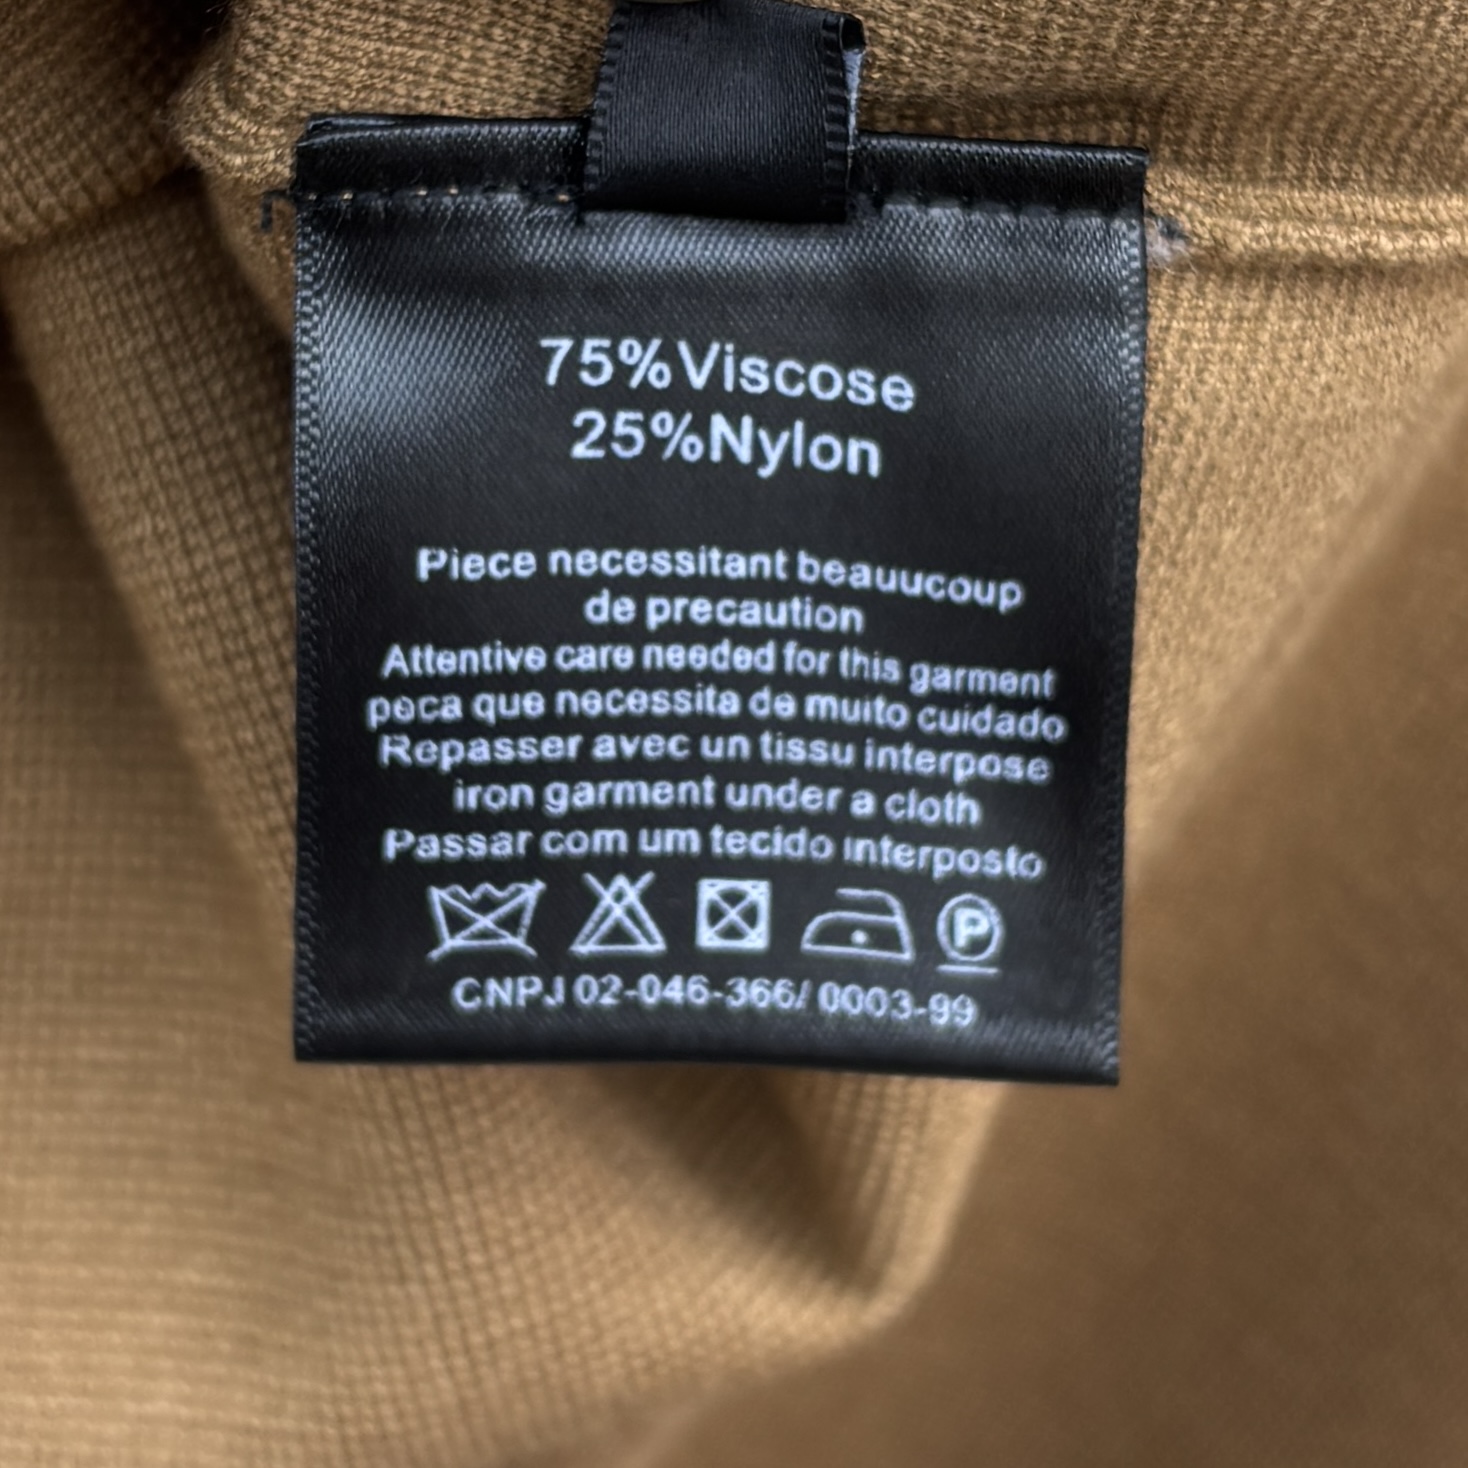 75%Viscose
25%Nylon
Piece necessitant beauucoup
de precaution
Attentive care needed for this garment
peca que necessita de muito cuidado
Repasser avec un tissu interpose
iron garment under a cloth
Passar com um tecido interposto
P
CNPJ 02-046-366/ 0003-99